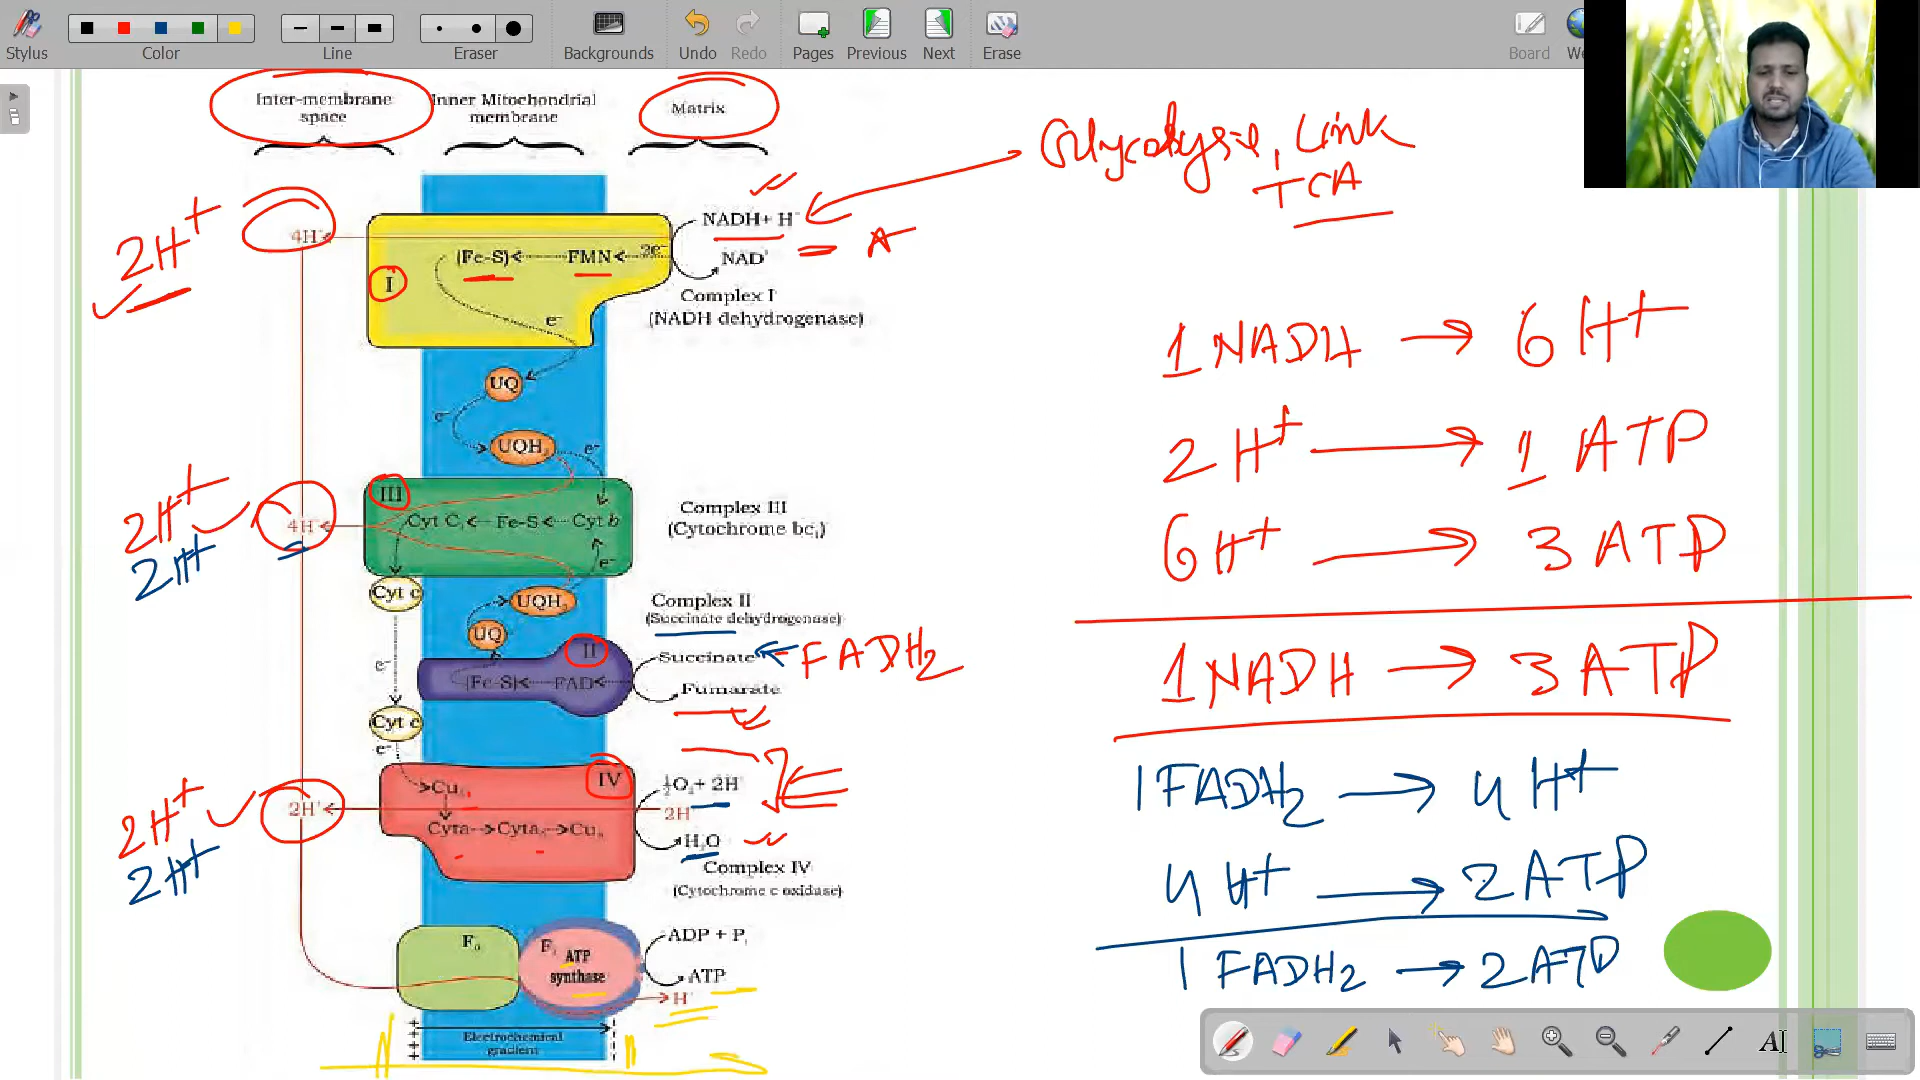 Stylus
Color
Line
Eraser
Backgrounds
Undo
Redo
Pages
Previous
Next
Erase
Board
We
Inter-membrane
space
Inner Mitochondrial
membrane
Matrix
Glycolysis, Link
TCA
2H+
4H+
NADH+ H+
NAD+
(Fe-S)
FMN
2e-
I
e-
Complex I
(NADH dehydrogenase)
1 NADH → 6 H+
2 H+ → 1 ATP
6 H+ → 3 ATP
1 NADH → 3 ATP
1 FADH2 → 4 H+
4 H+ → 2 ATP
1 FADH2 → 2 ATP
UQ
e-
UQH2
e-
2H+
2H+
4H+
III
Cyt C1
Fe-S
Cyt b
e-
Complex III
(Cytochrome bc1)
Cyt c
UQH2
UQ
Complex II
(Succinate dehydrogenase)
II
Succinate
FADH2
(Fe-S)
FAD
Fumarate
e-
Cyt c
e-
2H+
2H+
2H+
IV
CuA
Cyta
Cyta3
CuB
½O2+ 2H+
2H+
H2O
Complex IV
(Cytochrome c oxidase)
F0
F1
ATP
synthase
ADP + Pi
ATP
H+
Electrochemical
gradient